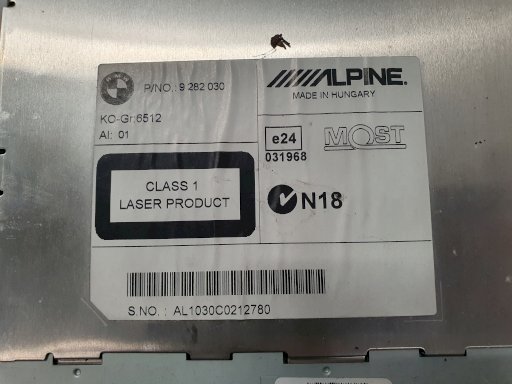 P/NO.: 9 282 030
KO-Gr:6512
AI: 01
CLASS 1
LASER PRODUCT
ALPINE.
MADE IN HUNGARY
e24
031968
MOST
N18
S.NO. : AL1030C0212780